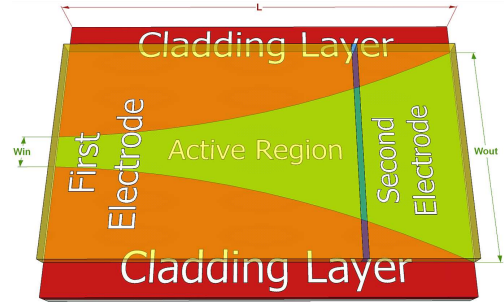 L
Cladding Layer
Win
First
Electrode
Active Region
Second
Electrode
Wout
Cladding Layer